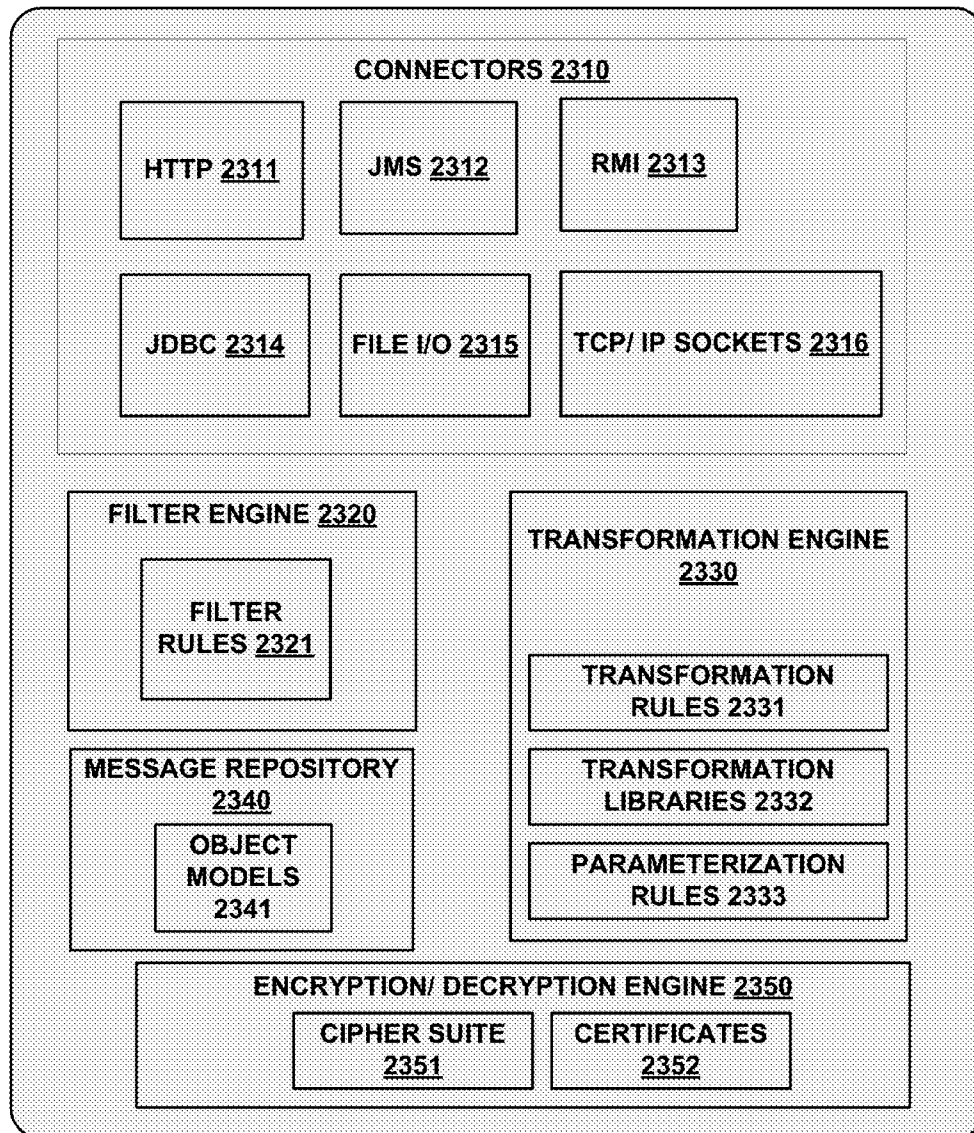 CONNECTORS 2310
HTTP 2311
JMS 2312
RMI 2313
JDBC 2314
FILE I/O 2315
TCP/ IP SOCKETS 2316
FILTER ENGINE 2320
FILTER
RULES 2321
TRANSFORMATION ENGINE
2330
TRANSFORMATION
RULES 2331
TRANSFORMATION
LIBRARIES 2332
PARAMETERIZATION
RULES 2333
MESSAGE REPOSITORY
2340
OBJECT
MODELS
2341
ENCRYPTION/ DECRYPTION ENGINE 2350
CIPHER SUITE
2351
CERTIFICATES
2352